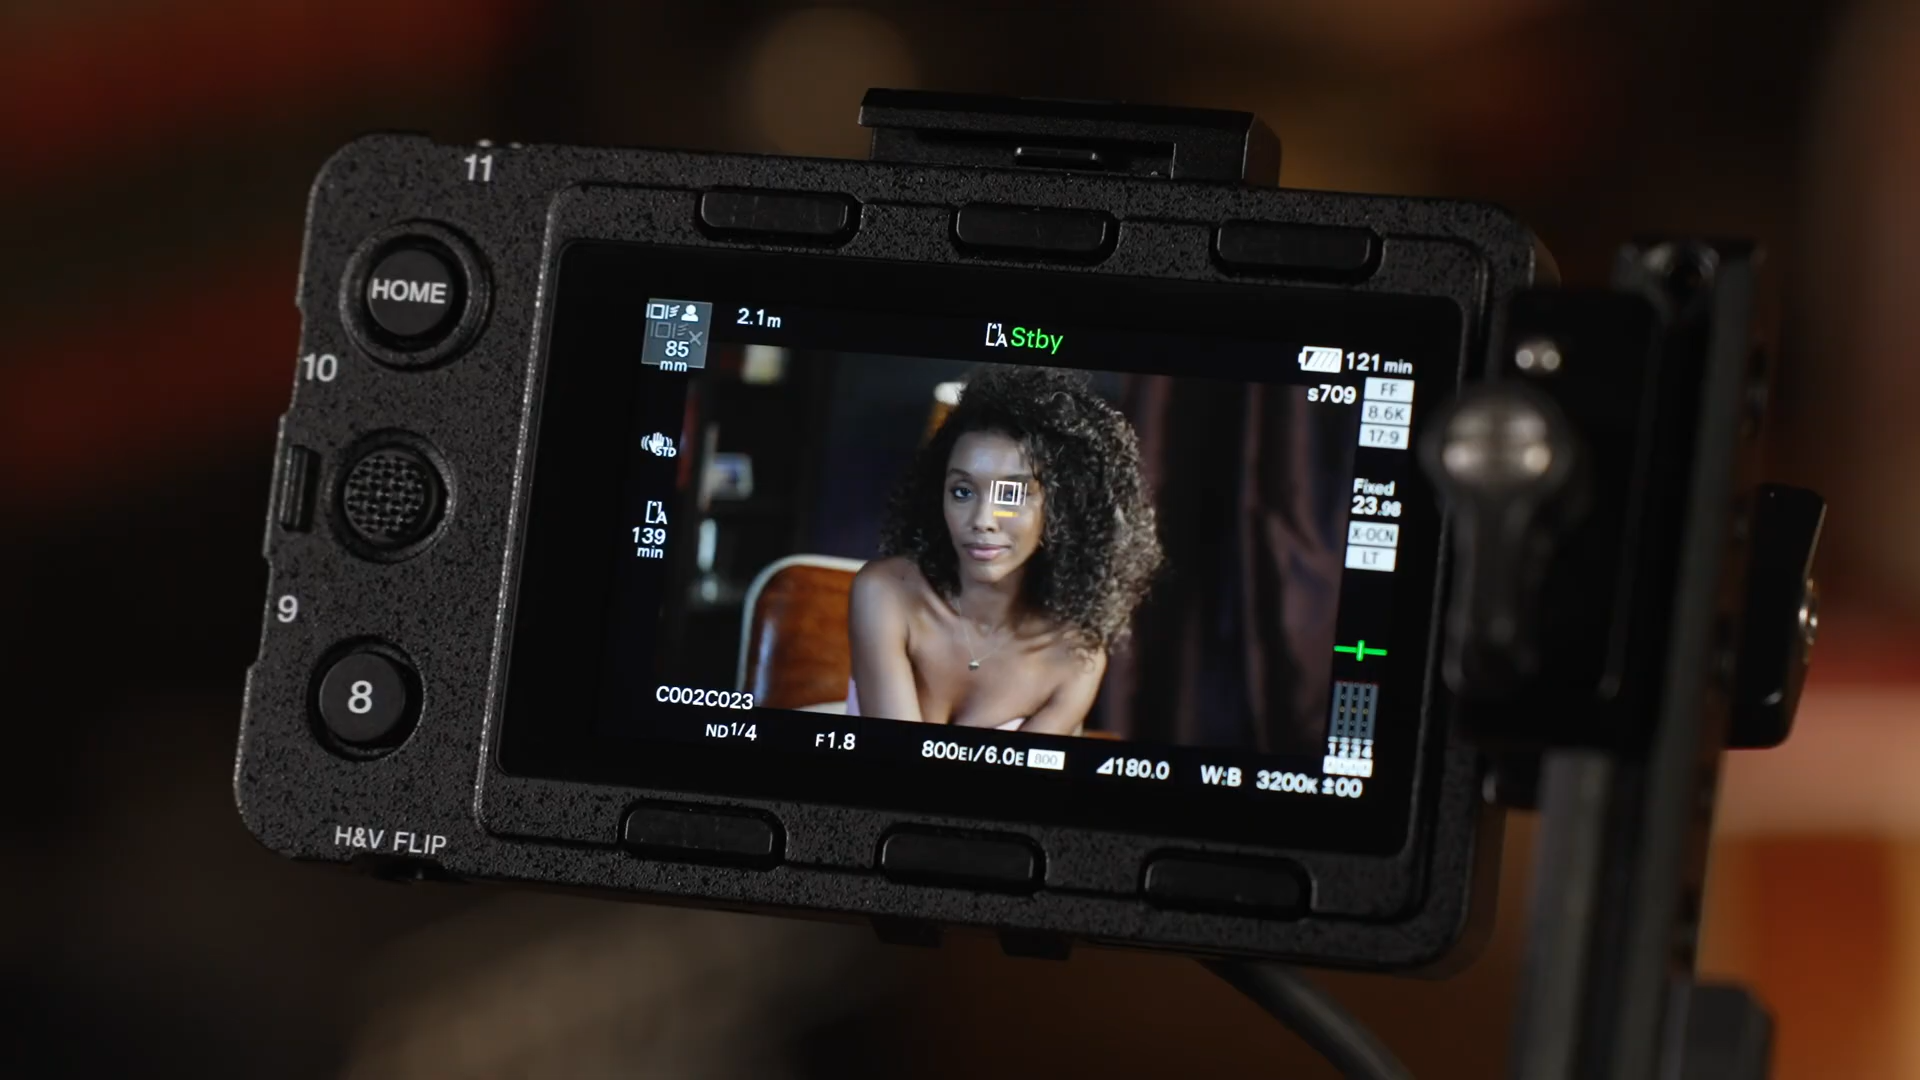 11
HOME
10
9
8
H&V FLIP
2.1m
A Stby
121 min
85
mm
s709
FF
8.6K
17:9
STD
A
139
min
Fixed
23.98
X-OCN
LT
C002C023
1234
ND1/4
F1.8
800EI/6.0E 800
180.0
W:B 3200K ±00